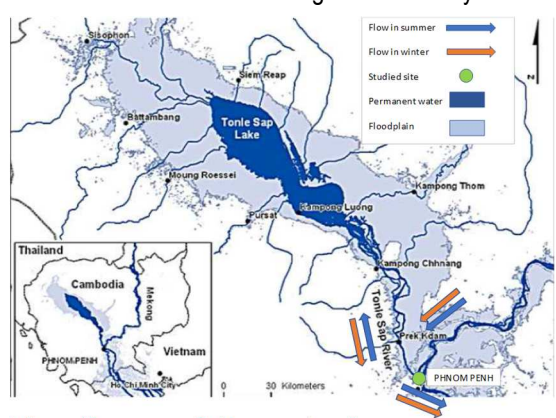 Flow in summer
Flow in winter
Studied site
Permanent water
Floodplain
Sisophon
Siem Reap
Battambang
Tonle Sap
Lake
Moung Roessei
Kampong Thom
Pursat
Kampong Luong
Kampong Chhnang
Tonle Sap River
Prek Kdam
PHNOM PENH
0 30 Kilometers
Thailand
Cambodia
Mekong
PHNOM-PENH
Vietnam
Ho Chi Minh City